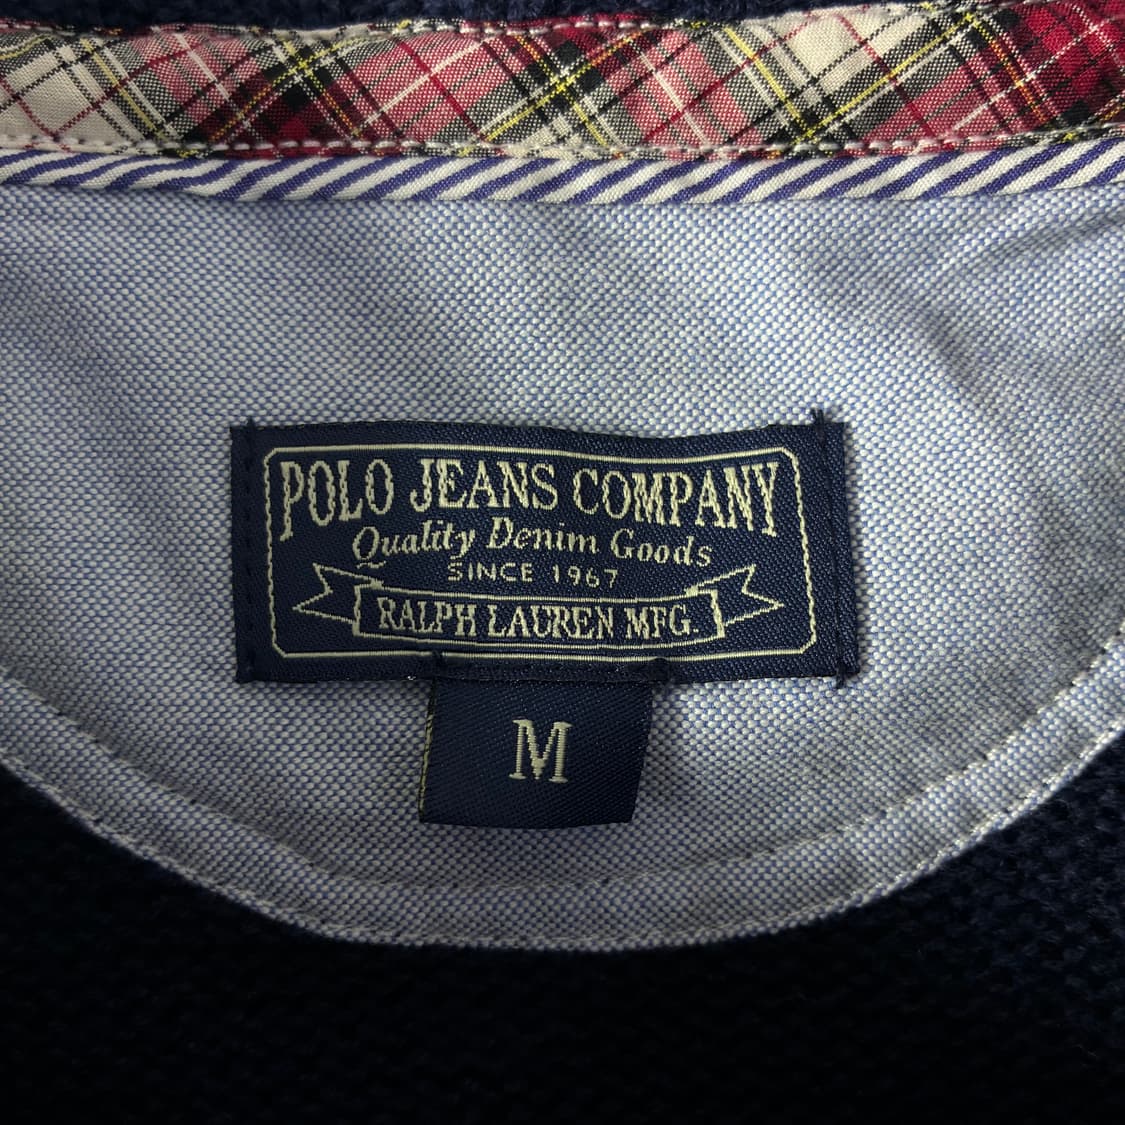 POLO JEANS COMPANY
Quality Denim Goods
SINCE 1967
RALPH LAUREN MFG.
M